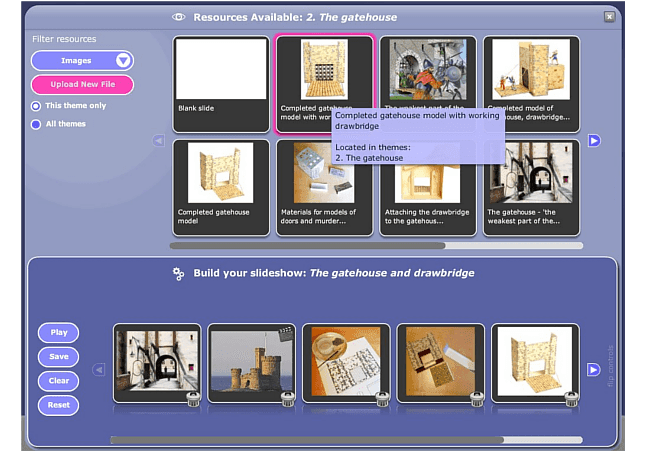 Resources Available: 2. The gatehouse
Filter resources
Images
Upload New File
This theme only
All themes
Blank slide
Completed gatehouse
model with wor
The weakest part of the
Completed model of
house, drawbridge...
Completed gatehouse model with working
drawbridge
Located in themes:
2. The gatehouse
Completed gatehouse
model
Materials for models of
doors and murder...
Attaching the drawbridge
to the gatehous...
The gatehouse - 'the
weakest part of the...
Build your slideshow: The gatehouse and drawbridge
Play
Save
Clear
Reset
flip controls